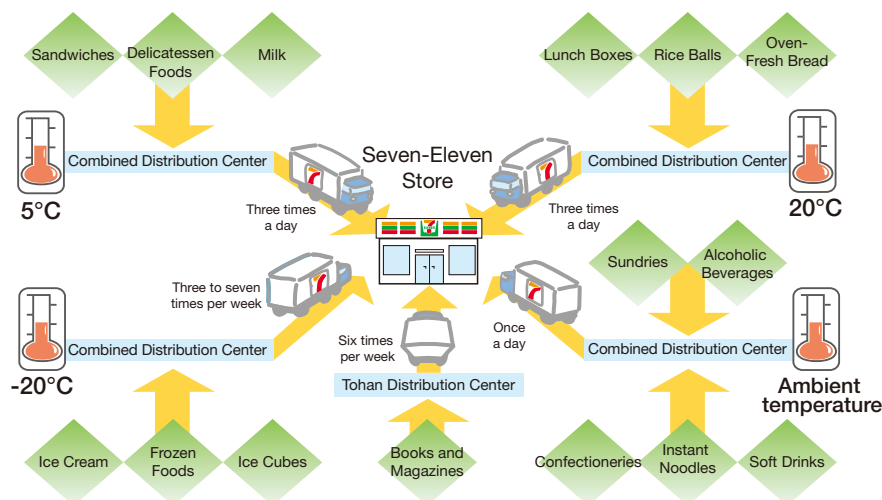 Sandwiches
Delicatessen
Foods
Milk
Lunch Boxes
Rice Balls
Oven-
Fresh Bread
Combined Distribution Center
5°C
Seven-Eleven
Store
Combined Distribution Center
20°C
Three times
a day
Three times
a day
Sundries
Alcoholic
Beverages
Three to seven
times per week
Combined Distribution Center
-20°C
Six times
per week
Once
a day
Combined Distribution Center
Ambient
temperature
Tohan Distribution Center
Ice Cream
Frozen
Foods
Ice Cubes
Books and
Magazines
Confectioneries
Instant
Noodles
Soft Drinks